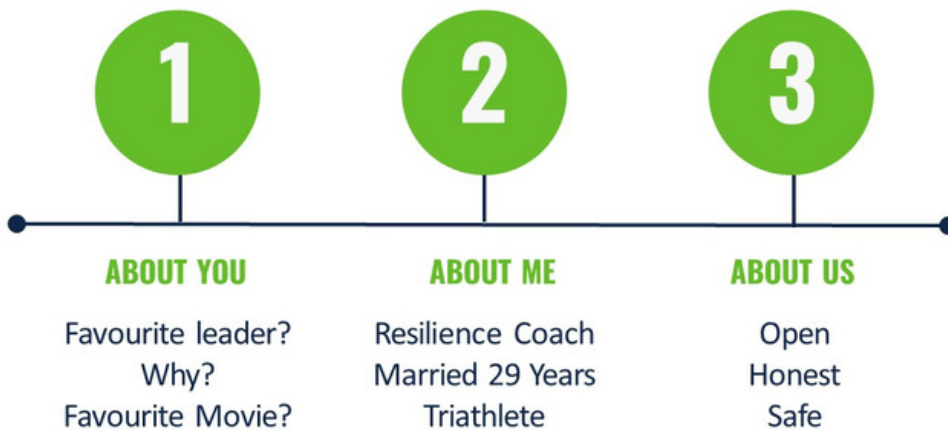 1
2
3
ABOUT YOU
Favourite leader?
Why?
Favourite Movie?
ABOUT ME
Resilience Coach
Married 29 Years
Triathlete
ABOUT US
Open
Honest
Safe